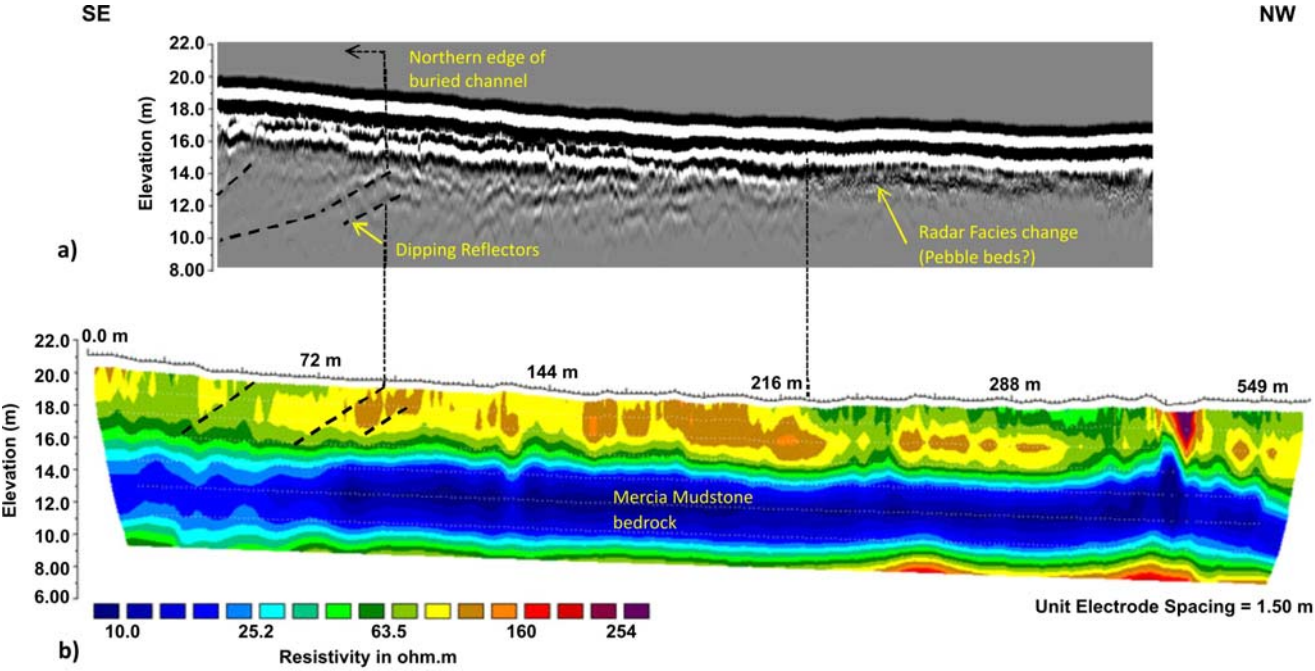 SE
NW
22.0
20.0
18.0
16.0
14.0
12.0
10.0
8.00
Elevation (m)
a)
Northern edge of
buried channel
Dipping Reflectors
Radar Facies change
(Pebble beds?)
22.0
20.0
18.0
16.0
14.0
12.0
10.0
8.00
6.00
Elevation (m)
0.0 m
72 m
144 m
216 m
288 m
549 m
Mercia Mudstone
bedrock
10.0
25.2
63.5
160
254
Unit Electrode Spacing = 1.50 m
b)
Resistivity in ohm.m